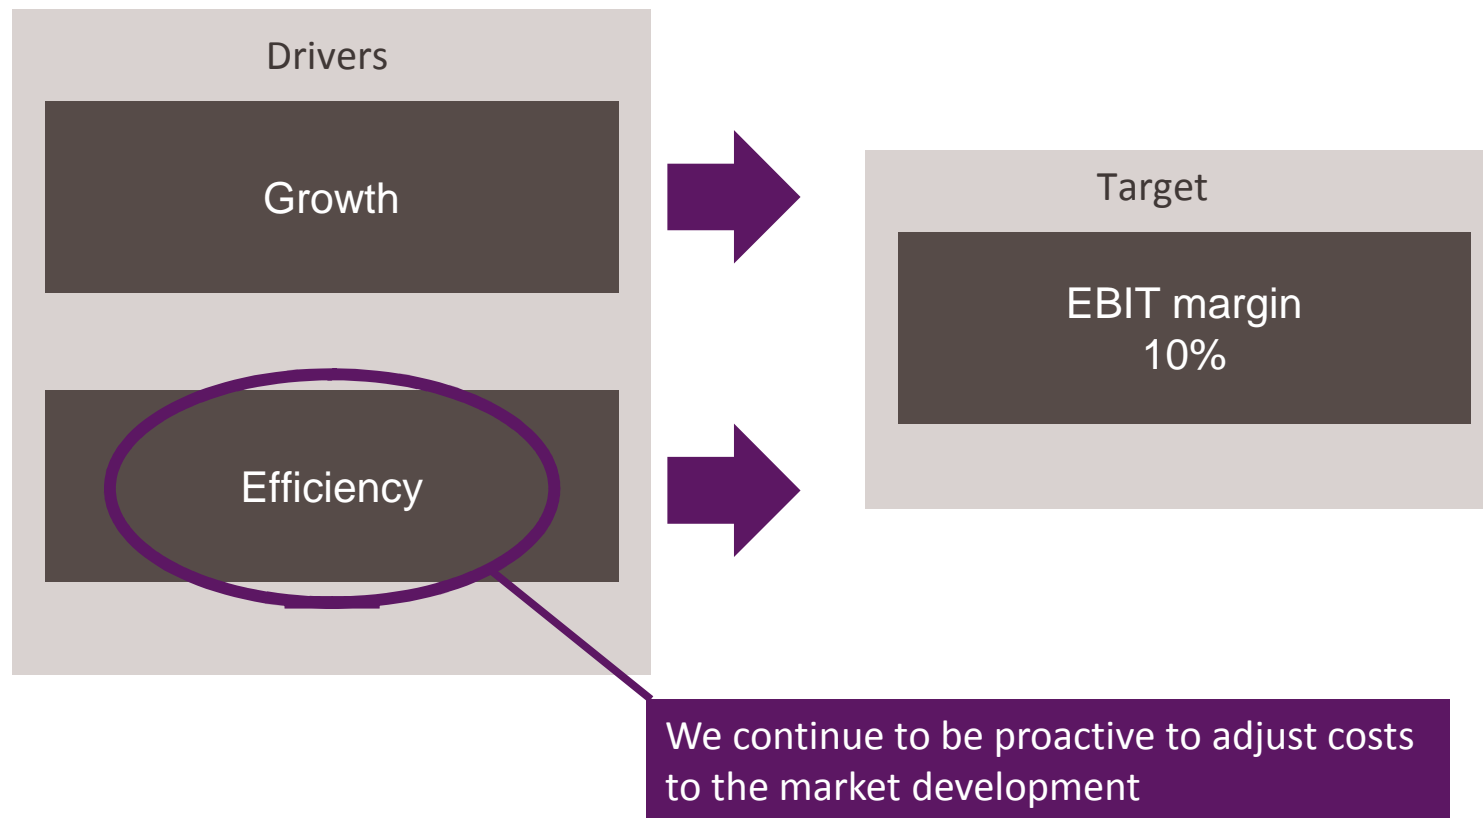 Drivers
Growth
Efficiency
Target
EBIT margin
10%
We continue to be proactive to adjust costs
to the market development